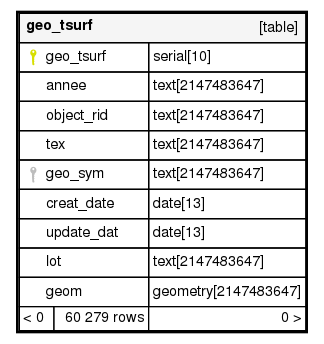 geo_tsurf [table]
geo_tsurf serial[10]
annee text[2147483647]
object_rid text[2147483647]
tex text[2147483647]
geo_sym text[2147483647]
creat_date date[13]
update_dat date[13]
lot text[2147483647]
geom geometry[2147483647]
< 0 60 279 rows 0 >